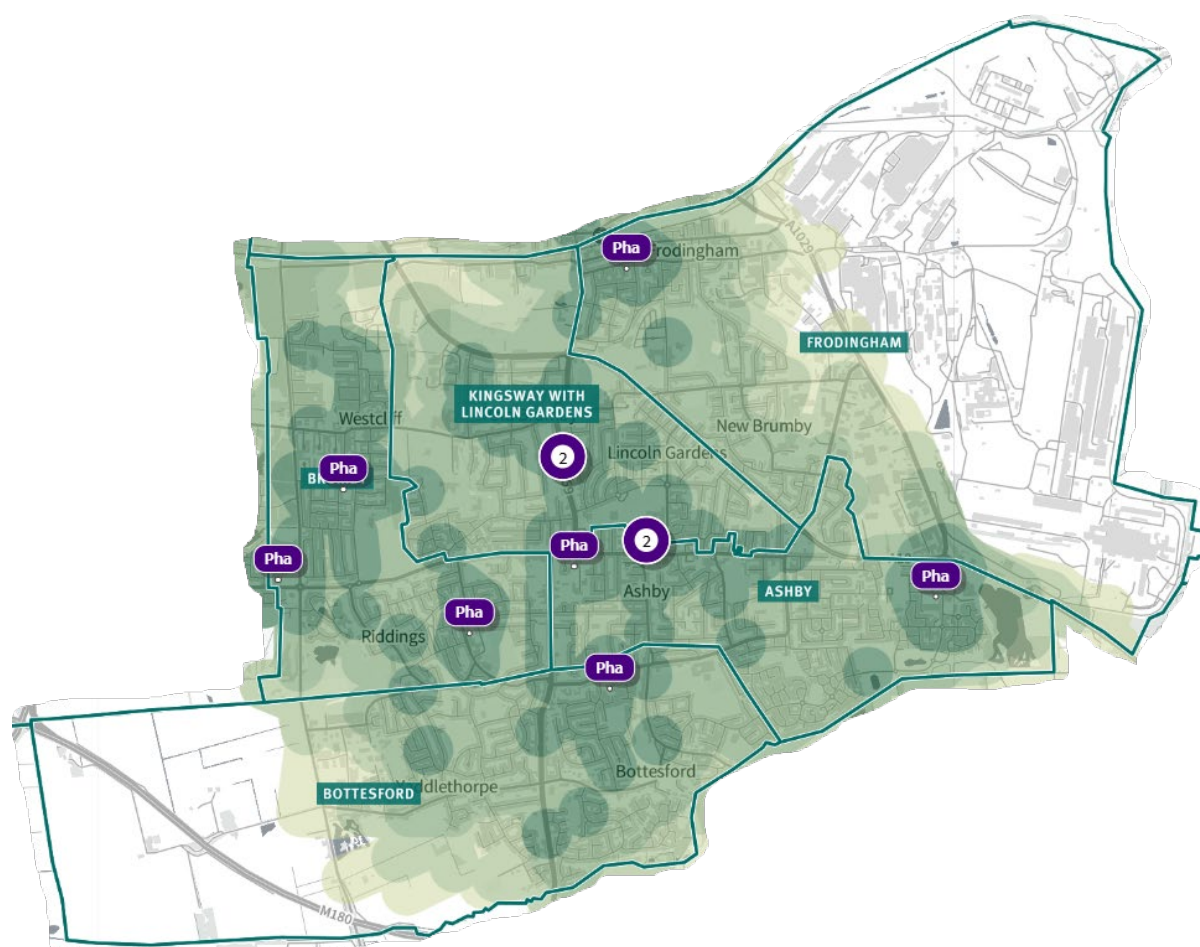 A1029
Pha
Frodingham
FRODINGHAM
KINGSWAY WITH
LINCOLN GARDENS
Westcliff
New Brumby
Lincoln Gardens
2
Pha
2
Pha
Pha
Pha
Ashby
ASHBY
Pha
Riddings
Pha
Bottesford
BOTTESFORD
M180